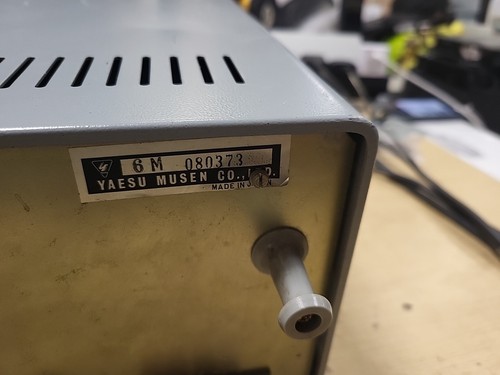 6M 080373
YAESU MUSEN CO.,
MADE IN